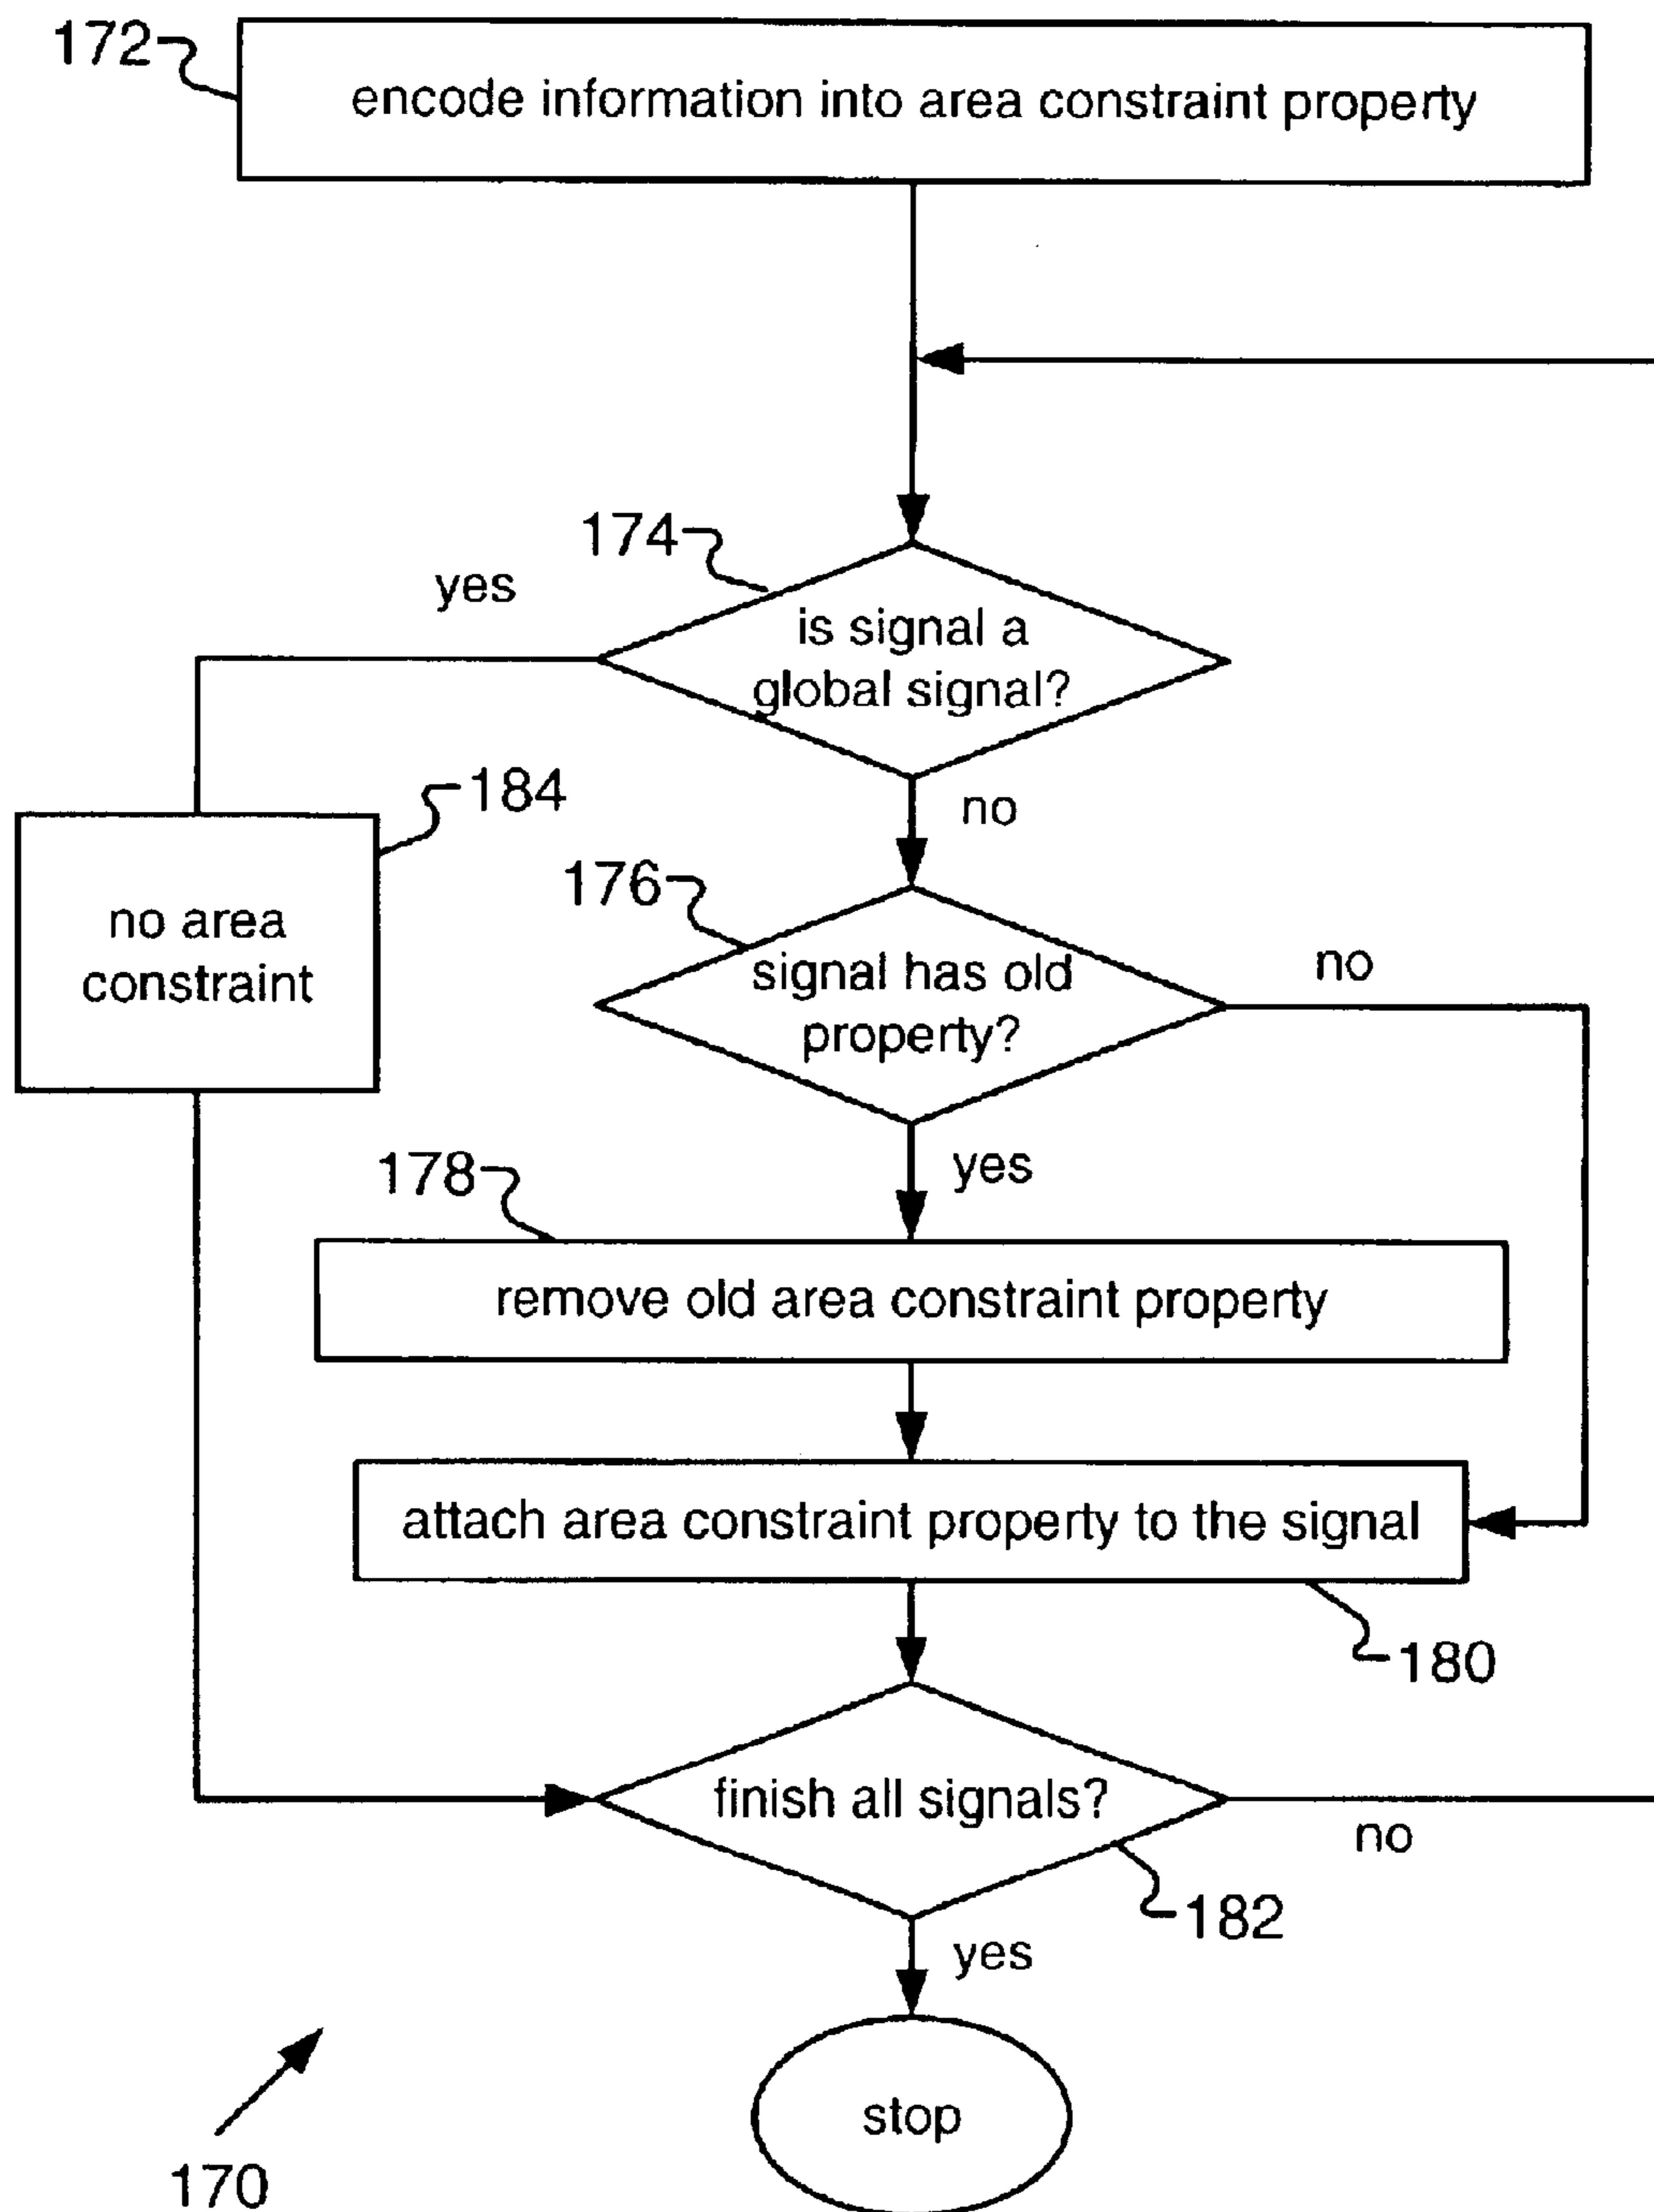 172
encode information into area constraint property
174
yes
is signal a
global signal?
184
no
176
no area
constraint
signal has old
property?
no
178
yes
remove old area constraint property
attach area constraint property to the signal
180
finish all signals?
no
182
yes
stop
170